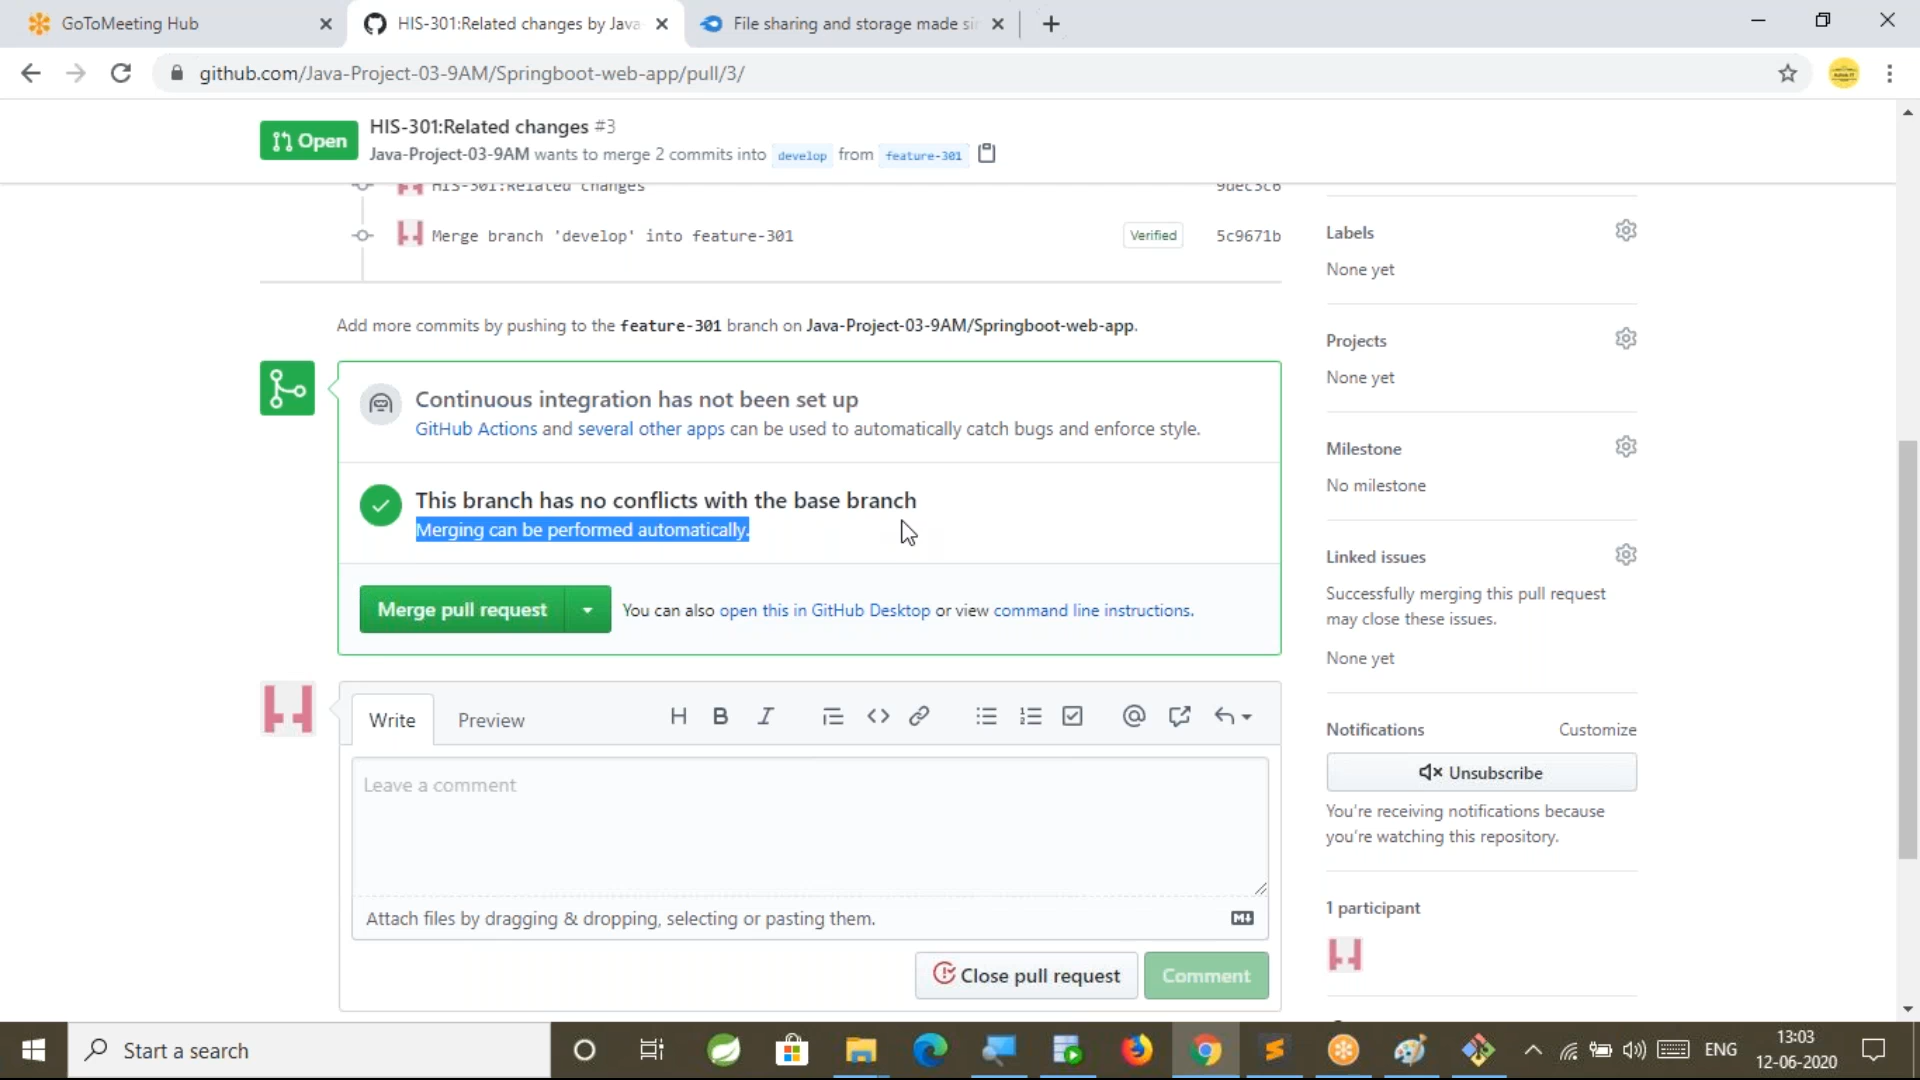 GoToMeeting Hub
HIS-301:Related changes by Java-
File sharing and storage made sim
github.com/Java-Project-03-9AM/Springboot-web-app/pull/3/
Open
HIS-301:Related changes #3
Java-Project-03-9AM wants to merge 2 commits into develop from feature-301
HIS-301:Related changes 9dec3c6
Merge branch 'develop' into feature-301 Verified 5c9671b
Add more commits by pushing to the feature-301 branch on Java-Project-03-9AM/Springboot-web-app.
Continuous integration has not been set up
GitHub Actions and several other apps can be used to automatically catch bugs and enforce style.
This branch has no conflicts with the base branch
Merging can be performed automatically.
Merge pull request
You can also open this in GitHub Desktop or view command line instructions.
Write
Preview
H B I
Leave a comment
Attach files by dragging & dropping, selecting or pasting them.
Close pull request
Comment
Labels
None yet
Projects
None yet
Milestone
No milestone
Linked issues
Successfully merging this pull request
may close these issues.
None yet
Notifications
Customize
Unsubscribe
You're receiving notifications because
you're watching this repository.
1 participant
Start a search
ENG
13:03
12-06-2020